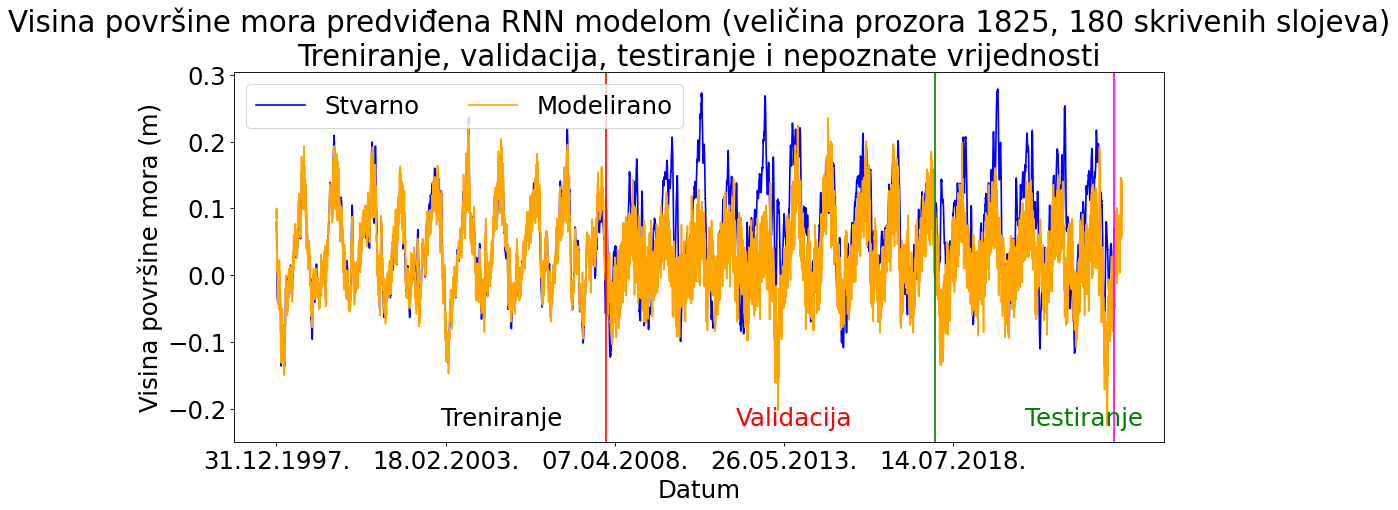 Visina površine mora predviđena RNN modelom (veličina prozora 1825, 180 skrivenih slojeva)
Treniranje, validacija, testiranje i nepoznate vrijednosti
Stvarno Modelirano
Visina površine mora (m)
0.3
0.2
0.1
0.0
−0.1
−0.2
Treniranje Validacija Testiranje
31.12.1997. 18.02.2003. 07.04.2008. 26.05.2013. 14.07.2018.
Datum